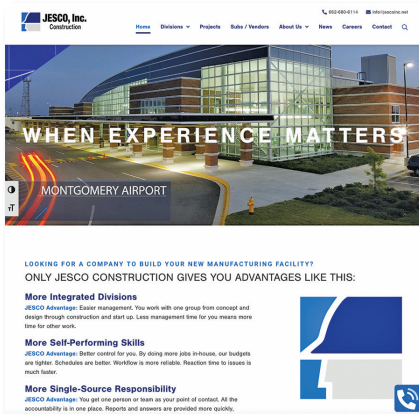 JESCO, Inc.
Construction
662-680-6114 info@jescoinc.net
Home Divisions Projects Subs / Vendors About Us News Careers Contact
WHEN EXPERIENCE MATTERS
MONTGOMERY AIRPORT
LOOKING FOR A COMPANY TO BUILD YOUR NEW MANUFACTURING FACILITY?
ONLY JESCO CONSTRUCTION GIVES YOU ADVANTAGES LIKE THIS:
More Integrated Divisions
JESCO Advantage: Easier management. You work with one group from concept and
design through construction and start up. Less management time for you means more
time for other work.
More Self-Performing Skills
JESCO Advantage: Better control for you. By doing more jobs in-house, our budgets
are tighter. Schedules are better. Workflow is more reliable. Reaction time to issues is
much faster.
More Single-Source Responsibility
JESCO Advantage: You get one person or team as your point of contact. All the
accountability is in one place. Reports and answers are provided more quickly,